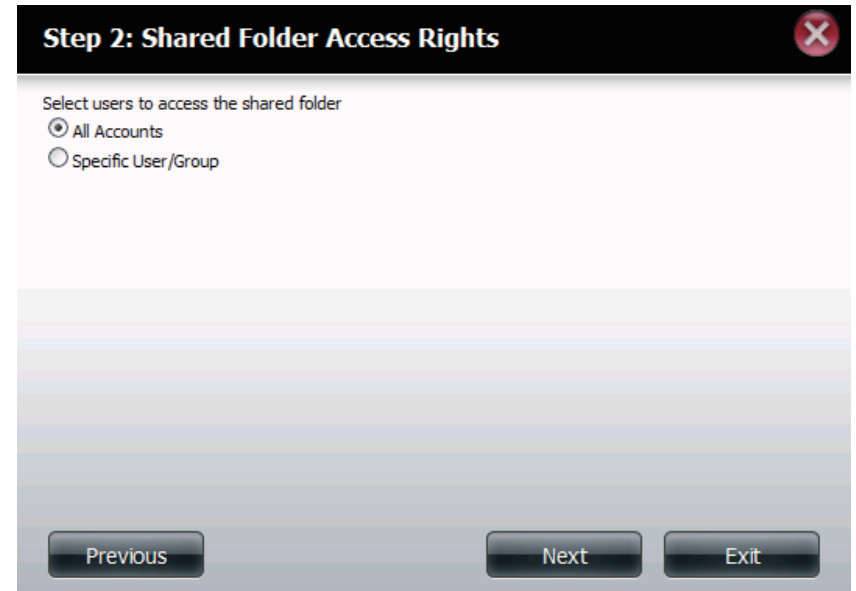 Step 2: Shared Folder Access Rights
Select users to access the shared folder
All Accounts
Specific User/Group
Previous
Next
Exit